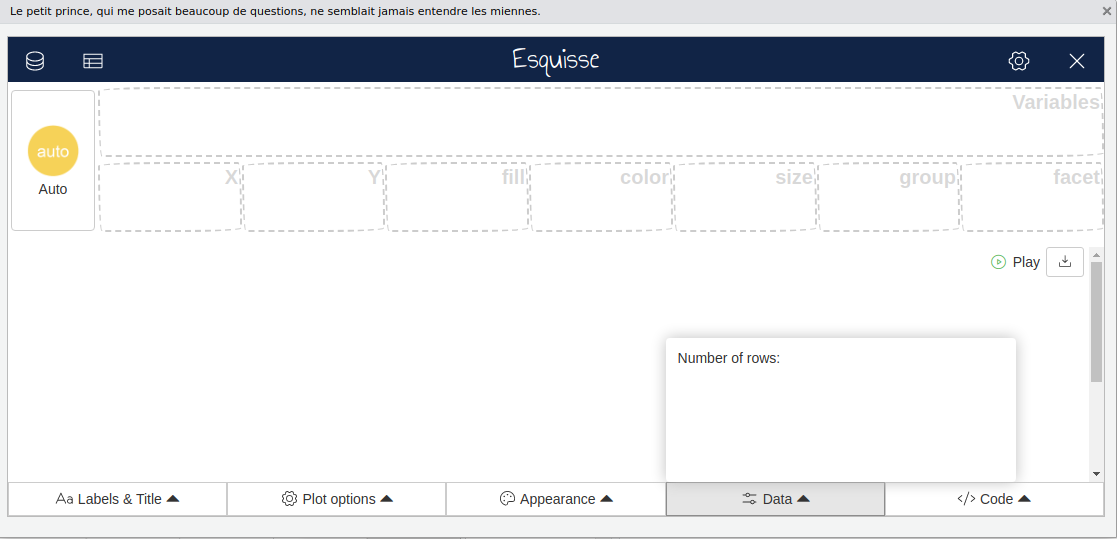 Le petit prince, qui me posait beaucoup de questions, ne semblait jamais entendre les miennes.
Esquisse
Variables
auto
Auto
X Y fill color size group facet
Play
Number of rows:
Aa Labels & Title Plot options Appearance Data </> Code